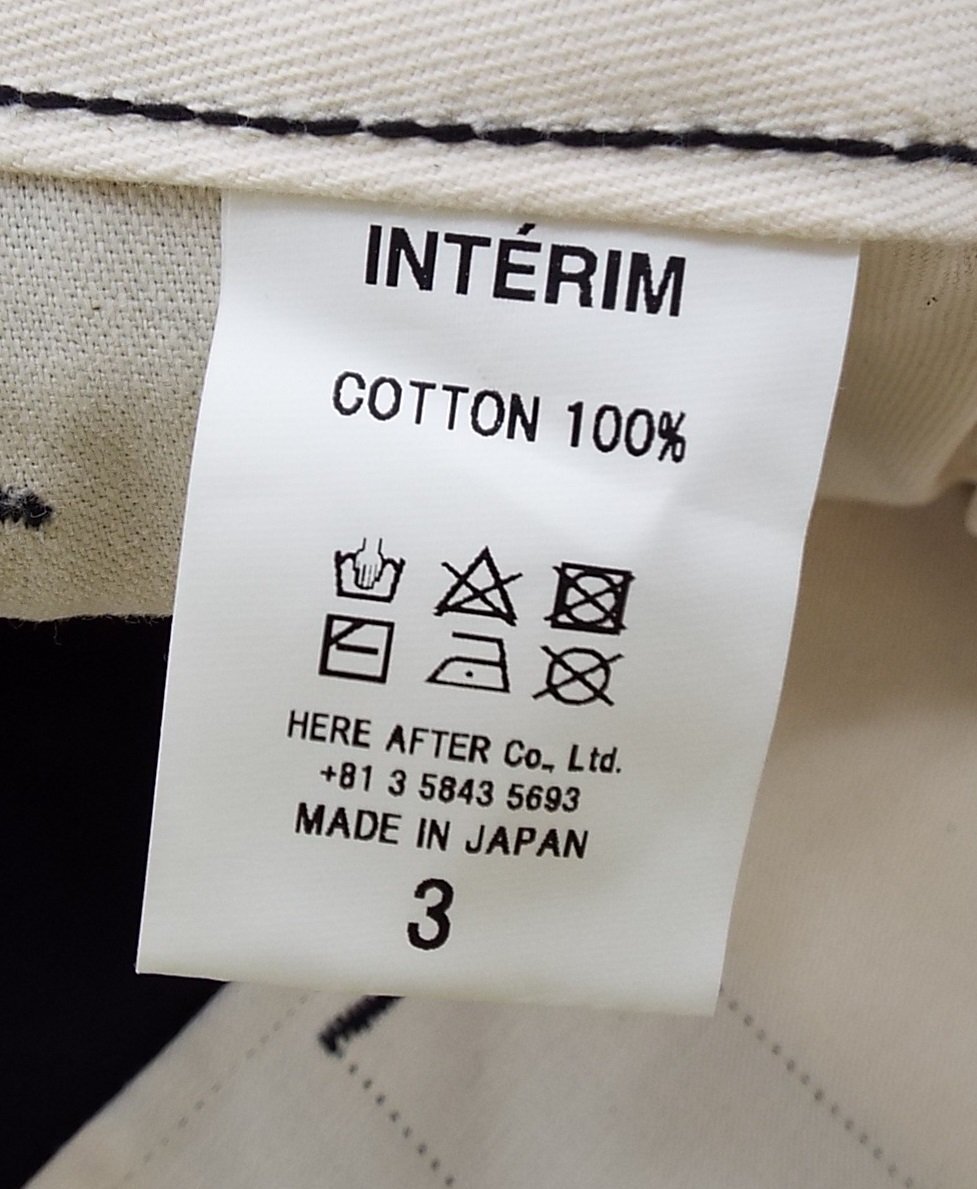 INTÉRIM
COTTON 100%
HERE AFTER Co., Ltd.
+81 3 5843 5693
MADE IN JAPAN
3